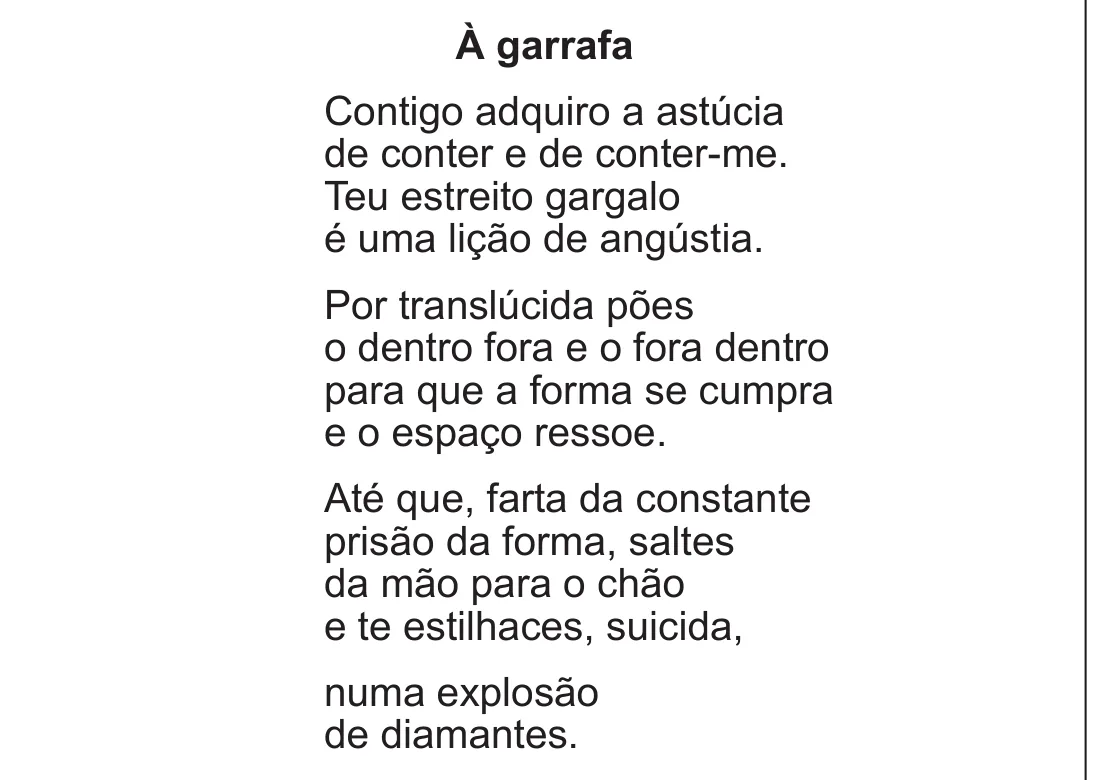 À garrafa
Contigo adquiro a astúcia
de conter e de conter-me.
Teu estreito gargalo
é uma lição de angústia.
Por translúcida pões
o dentro fora e o fora dentro
para que a forma se cumpra
e o espaço ressoe.
Até que, farta da constante
prisão da forma, saltes
da mão para o chão
e te estilhaces, suicida,
numa explosão
de diamantes.